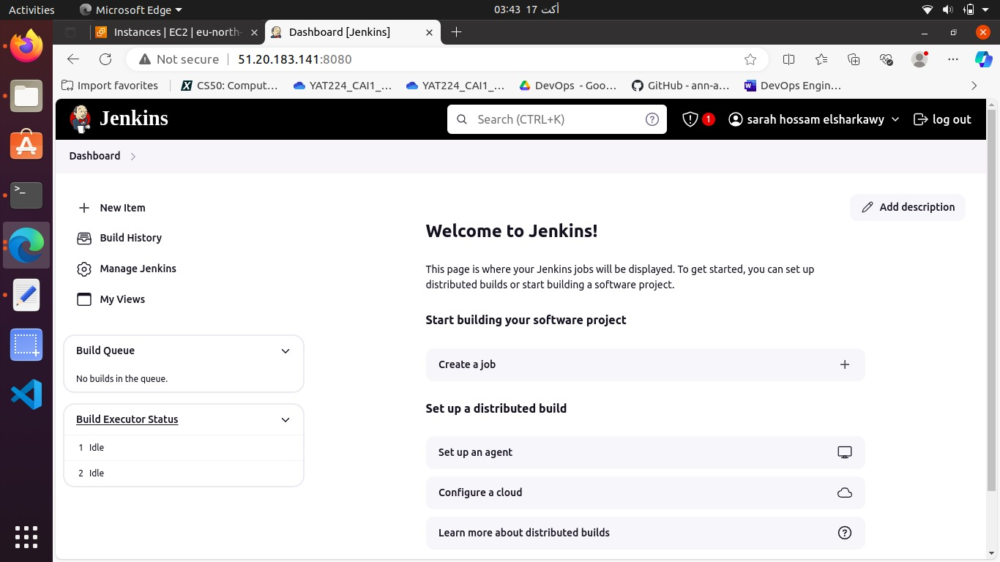 Activities
Microsoft Edge
03:43 17 أكت
Instances | EC2 | eu-north-
Dashboard [Jenkins]
Not secure
51.20.183.141:8080
Import favorites
CS50: Comput...
YAT224_CAI1_...
YAT224_CAI1_...
DevOps - Goo...
GitHub - ann-a...
DevOps Engin...
Jenkins
Search (CTRL+K)
1
sarah hossam elsharkawy
log out
Dashboard
New Item
Build History
Manage Jenkins
My Views
Build Queue
No builds in the queue.
Build Executor Status
1 Idle
2 Idle
Add description
Welcome to Jenkins!
This page is where your Jenkins jobs will be displayed. To get started, you can set up
distributed builds or start building a software project.
Start building your software project
Create a job
Set up a distributed build
Set up an agent
Configure a cloud
Learn more about distributed builds